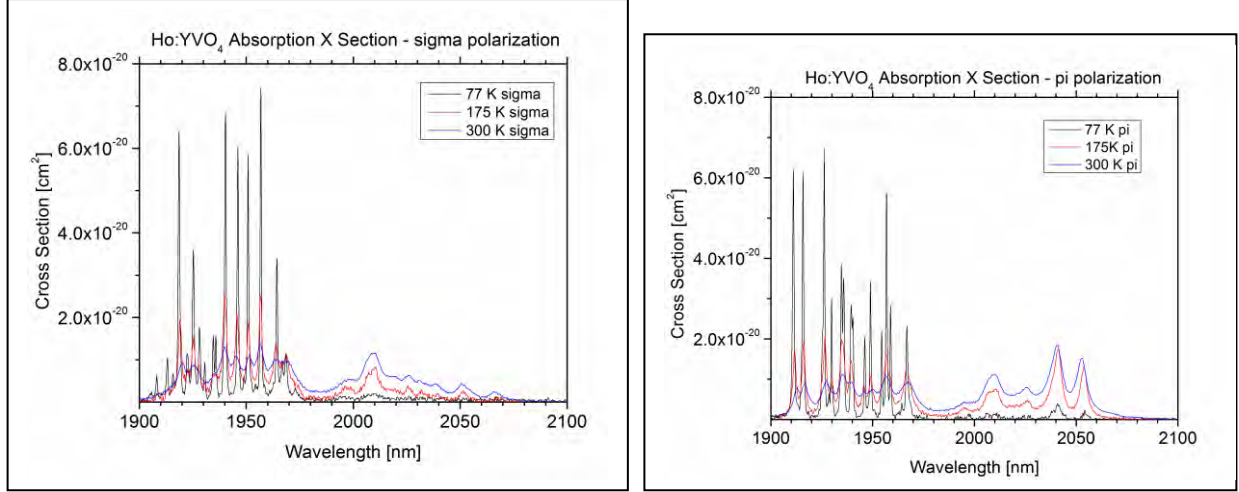 Ho:YVO4 Absorption X Section - sigma polarization
8.0x10-20
6.0x10-20
4.0x10-20
2.0x10-20
77 K sigma
175 K sigma
300 K sigma
Cross Section [cm2]
1900 1950 2000 2050 2100
Wavelength [nm]
Ho:YVO4 Absorption X Section - pi polarization
8.0x10-20
6.0x10-20
4.0x10-20
2.0x10-20
77 K pi
175K pi
300 K pi
Cross Section [cm2]
1900 1950 2000 2050 2100
Wavelength [nm]